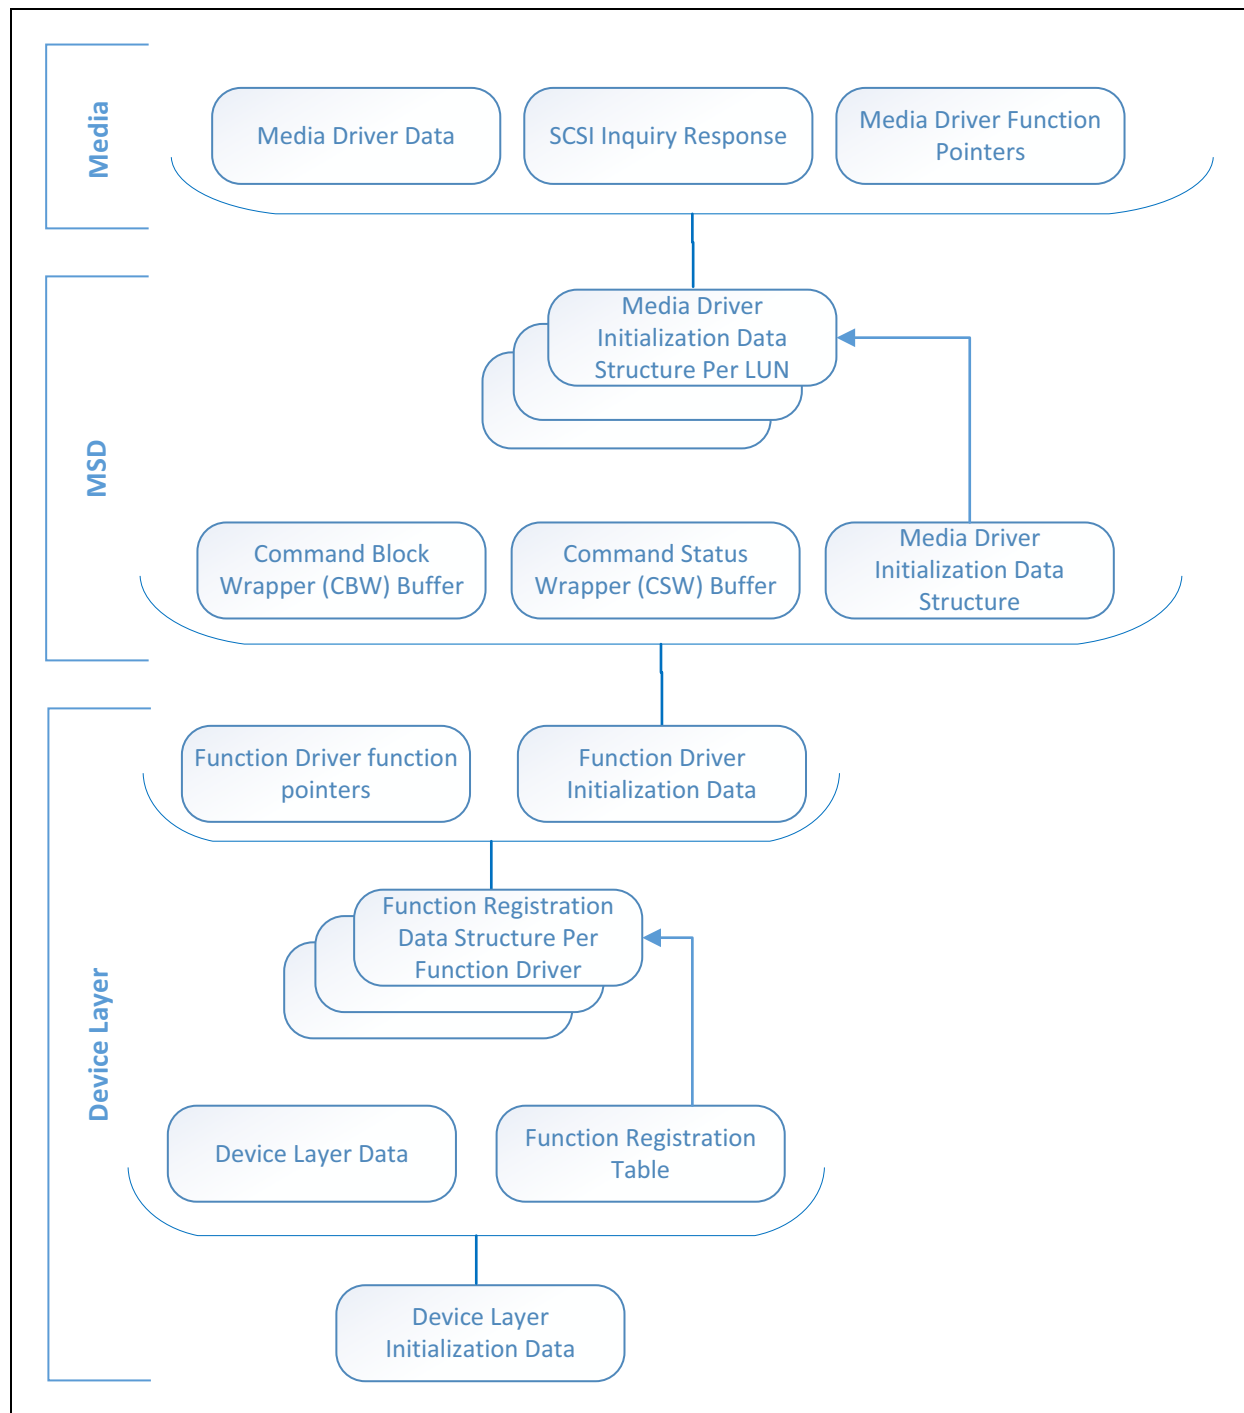 Media
Media Driver Data
SCSI Inquiry Response
Media Driver Function
Pointers
MSD
Media Driver
Initialization Data
Structure Per LUN
Command Block
Wrapper (CBW) Buffer
Command Status
Wrapper (CSW) Buffer
Media Driver
Initialization Data
Structure
Device Layer
Function Driver function
pointers
Function Driver
Initialization Data
Function Registration
Data Structure Per
Function Driver
Device Layer Data
Function Registration
Table
Device Layer
Initialization Data